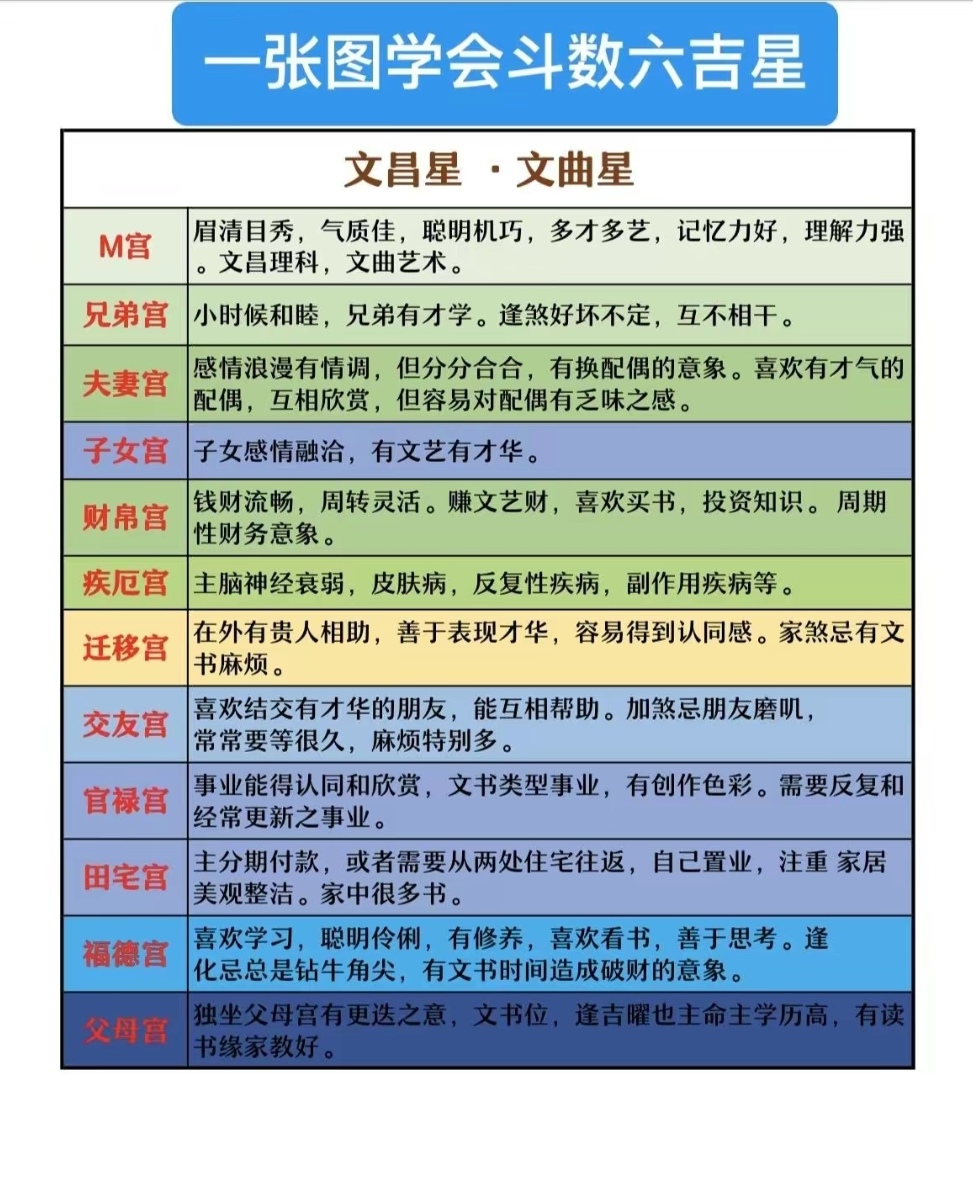 一张图学会斗数六吉星
文昌星 · 文曲星
M宫
眉清目秀，气质佳，聪明机巧，多才多艺，记忆力好，理解力强
。文昌理科，文曲艺术。
兄弟宫
小时候和睦，兄弟有才学。逢煞好坏不定，互不相干。
夫妻宫
感情浪漫有情调，但分分合合，有换配偶的意象。喜欢有才气的
配偶，互相欣赏，但容易对配偶有乏味之感。
子女宫
子女感情融洽，有文艺有才华。
财帛宫
钱财流畅，周转灵活。赚文艺财，喜欢买书，投资知识。 周期
性财务意象。
疾厄宫
主脑神经衰弱，皮肤病，反复性疾病，副作用疾病等。
迁移宫
在外有贵人相助，善于表现才华，容易得到认同感。家煞忌有文
书麻烦。
交友宫
喜欢结交有才华的朋友，能互相帮助。加煞忌朋友磨叽，
常常要等很久，麻烦特别多。
官禄宫
事业能得认同和欣赏，文书类型事业，有创作色彩。需要反复和
经常更新之事业。
田宅宫
主分期付款，或者需要从两处住宅往返，自己置业，注重 家居
美观整洁。家中很多书。
福德宫
喜欢学习，聪明伶俐，有修养，喜欢看书，善于思考。逢
化忌总是钻牛角尖，有文书时间造成破财的意象。
父母宫
独坐父母宫有更迭之意，文书位，逢吉曜也主命主学历高，有读
书缘家教好。